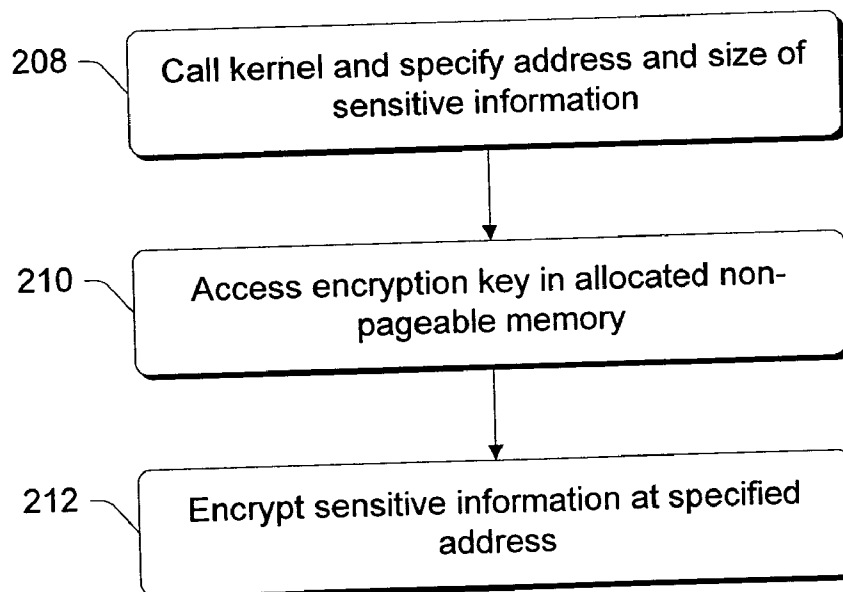 208
Call kernel and specify address and size of
sensitive information
210
Access encryption key in allocated non-
pageable memory
212
Encrypt sensitive information at specified
address